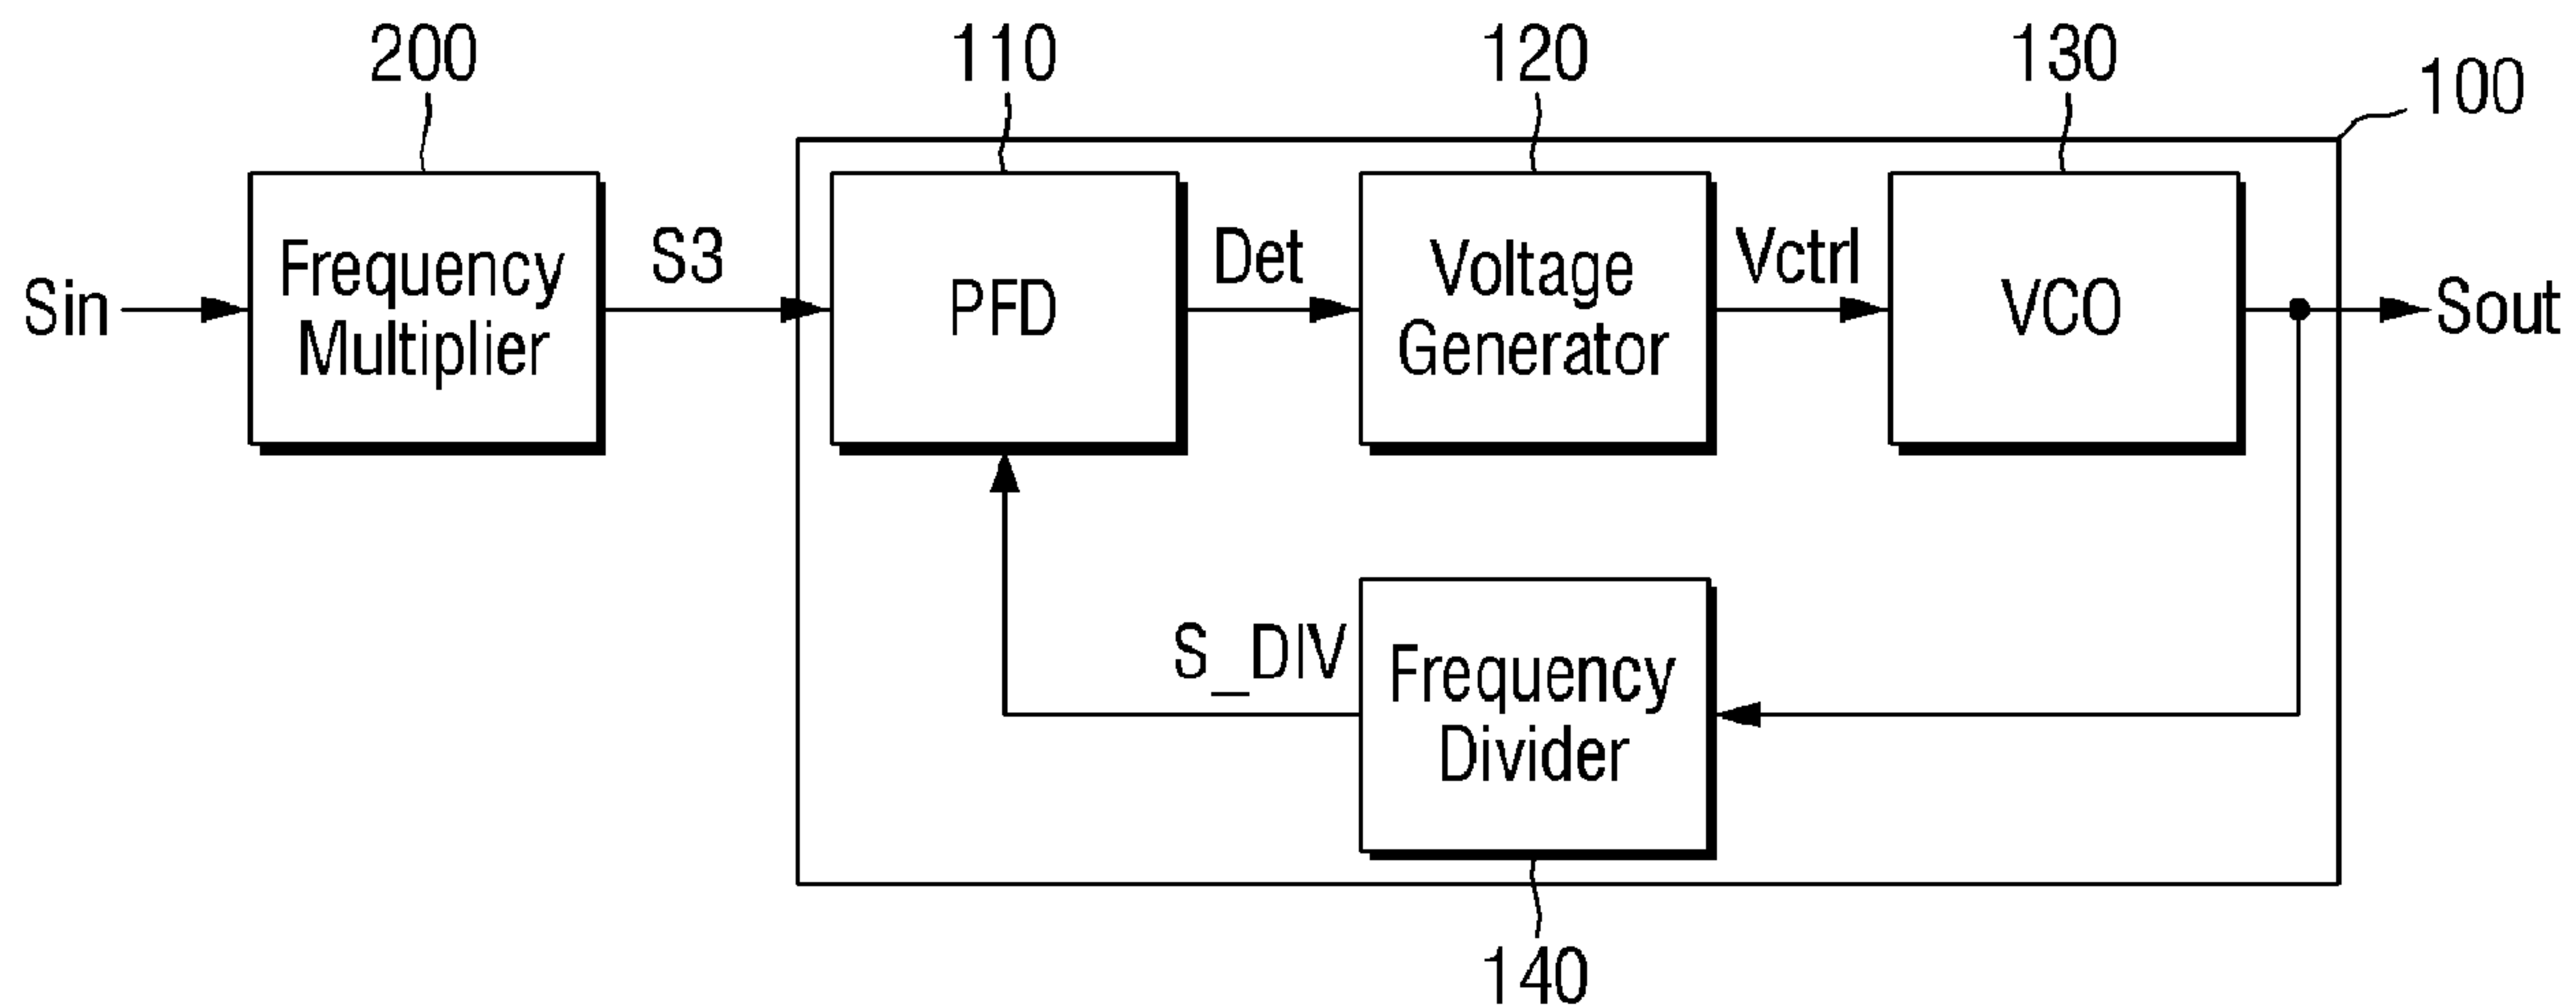 200
110
120
130
100
Sin
Frequency
Multiplier
S3
PFD
Det
Voltage
Generator
Vctrl
VCO
Sout
S_DIV
Frequency
Divider
140